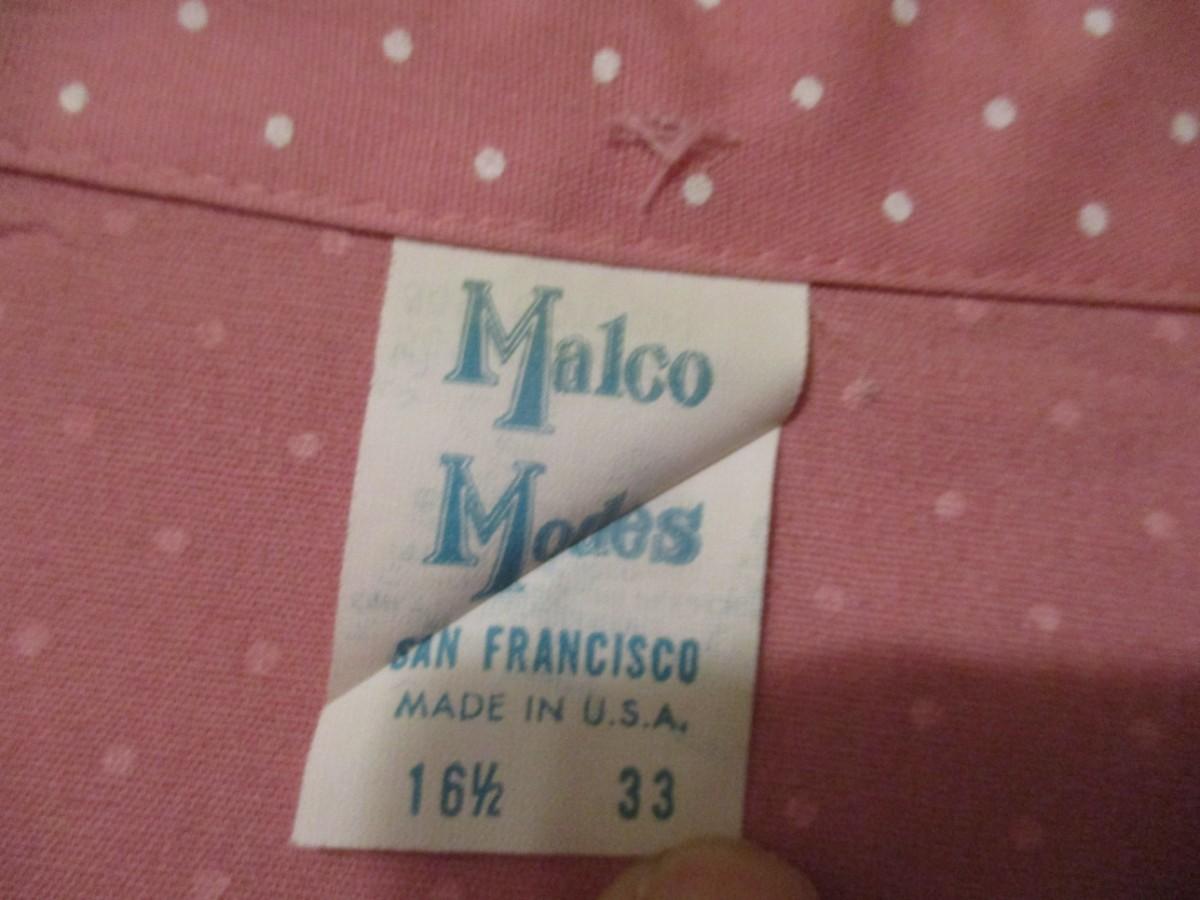 Malco
Modes
SAN FRANCISCO
MADE IN U.S.A.
16½ 33